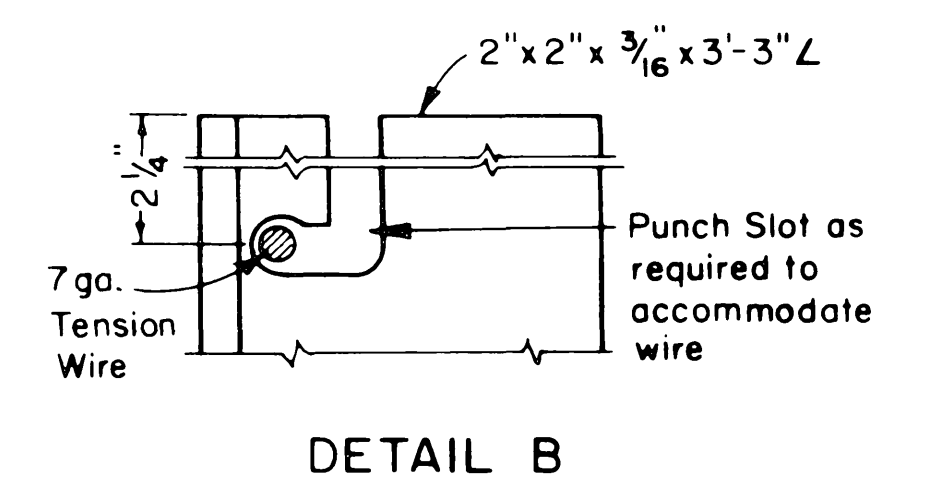 2" x 2" x 3/16" x 3'-3" ∠
2 1/4"
Punch Slot as
required to
accommodate
wire
7 ga.
Tension
Wire
DETAIL B